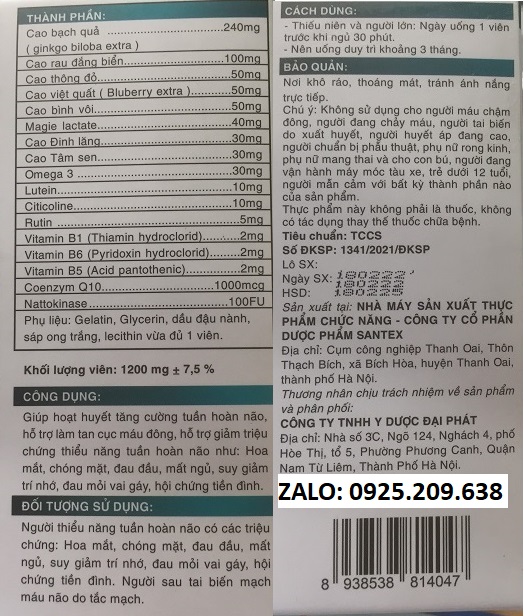 THÀNH PHẦN:
Cao bạch quả ........................240mg
( ginkgo biloba extra )
Cao rau đắng biển....................100mg
Cao thông đỏ...........................50mg
Cao việt quất ( Bluberry extra )........50mg
Cao bình vôi............................50mg
Magie lactate...........................40mg
Cao Đinh lăng..........................30mg
Cao Tâm sen...........................30mg
Omega 3 ................................30mg
Lutein....................................10mg
Citicoline................................10mg
Rutin ......................................5mg
Vitamin B1 (Thiamin hydroclorid).........2mg
Vitamin B6 (Pyridoxin hydroclorid).......2mg
Vitamin B5 (Acid pantothenic)............2mg
Coenzym Q10........................1000mcg
Nattokinase............................100FU
Phụ liệu: Gelatin, Glycerin, dầu đậu nành,
sáp ong trắng, lecithin vừa đủ 1 viên.
Khối lượng viên: 1200 mg ± 7,5 %
CÔNG DỤNG:
Giúp hoạt huyết tăng cường tuần hoàn não,
hỗ trợ làm tan cục máu đông, hỗ trợ giảm triệu
chứng thiểu năng tuần hoàn não như: Hoa
mắt, chóng mặt, đau đầu, mất ngủ, suy giảm
trí nhớ, đau mỏi vai gáy, hội chứng tiền đình.
ĐỐI TƯỢNG SỬ DỤNG:
Người thiểu năng tuần hoàn não có các triệu
chứng: Hoa mắt, chóng mặt, đau đầu, mất
ngủ, suy giảm trí nhớ, đau mỏi vai gáy, hội
chứng tiền đình. Người sau tai biến mạch
máu não do tắc mạch.
CÁCH DÙNG:
- Thiếu niên và người lớn: Ngày uống 1 viên
trước khi ngủ 30 phút.
- Nên uống duy trì khoảng 3 tháng.
BẢO QUẢN:
Nơi khô ráo, thoáng mát, tránh ánh nắng
trực tiếp.
Chú ý: Không sử dụng cho người máu chậm
đông, người đang chảy máu, người tai biến
do xuất huyết, người huyết áp đang cao,
người chuẩn bị phẫu thuật, phụ nữ rong kinh,
phụ nữ mang thai và cho con bú, người đang
vận hành máy móc tàu xe, trẻ dưới 12 tuổi,
người mẫn cảm với bất kỳ thành phần nào
của sản phẩm.
Thực phẩm này không phải là thuốc, không
có tác dụng thay thế thuốc chữa bệnh.
Tiêu chuẩn: TCCS
Số ĐKSP: 1341/2021/ĐKSP
Lô SX:
Ngày SX: 180222
HSD: 180225
Sản xuất tại: NHÀ MÁY SẢN XUẤT THỰC
PHẨM CHỨC NĂNG - CÔNG TY CỔ PHẦN
DƯỢC PHẨM SANTEX
Địa chỉ: Cụm công nghiệp Thanh Oai, Thôn
Thạch Bích, xã Bích Hòa, huyện Thanh Oai,
thành phố Hà Nội.
Thương nhân chịu trách nhiệm về sản phẩm
và phân phối:
CÔNG TY TNHH Y DƯỢC ĐẠI PHÁT
Địa chỉ: Nhà số 3C, Ngõ 124, Nghách 4, phố
Hòe Thị, tổ 5, Phường Phương Canh, Quận
Nam Từ Liêm, Thành Phố Hà Nội.
ZALO: 0925.209.638
8 938538 814047